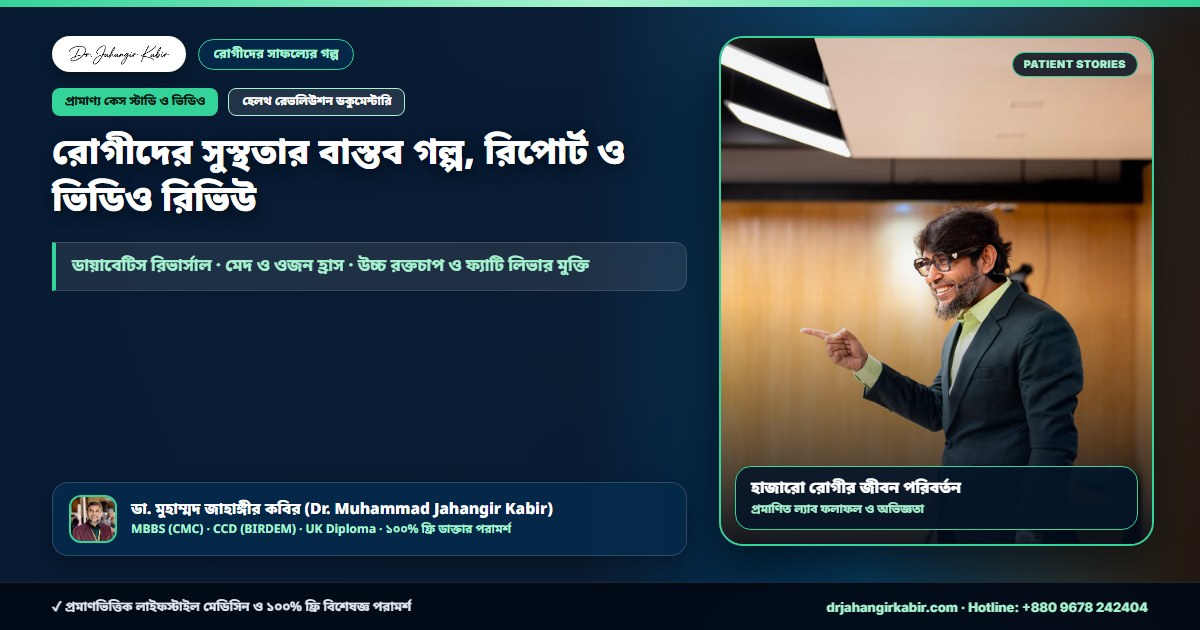 Dr. Jahangir Kabir
রোগীদের সাফল্যের গল্প
প্রামাণ্য কেস স্টাডি ও ভিডিও
হেলথ রেভলিউশন ডকুমেন্টারি
রোগীদের সুস্থতার বাস্তব গল্প, রিপোর্ট ও
ভিডিও রিভিউ
ডায়াবেটিস রিভার্সাল · মেদ ও ওজন হ্রাস · উচ্চ রক্তচাপ ও ফ্যাটি লিভার মুক্তি
ডা. মুহাম্মদ জাহাঙ্গীর কবির (Dr. Muhammad Jahangir Kabir)
MBBS (CMC) · CCD (BIRDEM) · UK Diploma · ১০০% ফ্রি ডাক্তার পরামর্শ
PATIENT STORIES
হাজারো রোগীর জীবন পরিবর্তন
প্রমাণিত ল্যাব ফলাফল ও অভিজ্ঞতা
✓ প্রমাণভিত্তিক লাইফস্টাইল মেডিসিন ও ১০০% ফ্রি বিশেষজ্ঞ পরামর্শ
drjahangirkabir.com · Hotline: +880 9678 242404